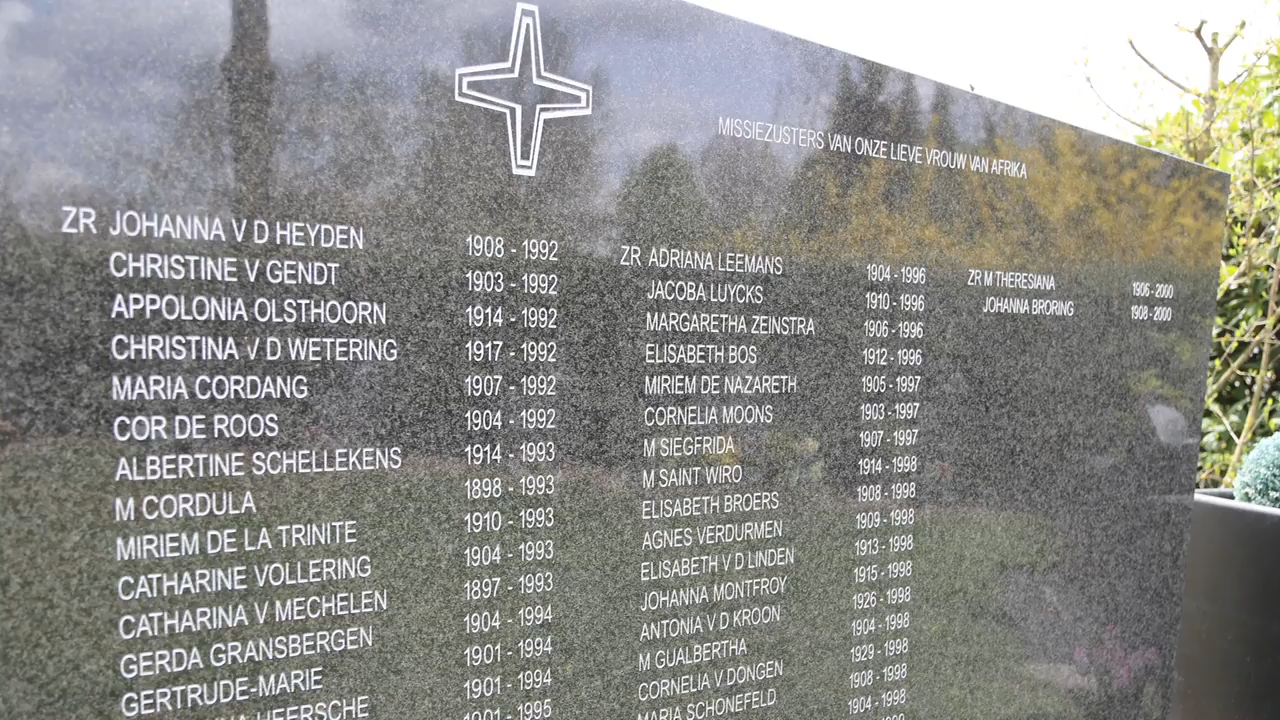 MISSIEZUSTERS VAN ONZE LIEVE VROUW VAN AFRIKA
ZR JOHANNA V D HEYDEN 1908 - 1992
CHRISTINE V GENDT 1903 - 1992
APPOLONIA OLSTHOORN 1914 - 1992
CHRISTINA V D WETERING 1917 - 1992
MARIA CORDANG 1907 - 1992
COR DE ROOS 1904 - 1992
ALBERTINE SCHELLEKENS 1914 - 1993
M CORDULA 1898 - 1993
MIRIEM DE LA TRINITE 1910 - 1993
CATHARINE VOLLERING 1904 - 1993
CATHARINA V MECHELEN 1897 - 1993
GERDA GRANSBERGEN 1904 - 1994
GERTRUDE-MARIE 1901 - 1994
HEERSCHE 1901 - 1994
1901 - 1995
ZR ADRIANA LEEMANS 1904 - 1996
JACOBA LUYCKS 1910 - 1996
MARGARETHA ZEINSTRA 1906 - 1996
ELISABETH BOS 1912 - 1996
MIRIEM DE NAZARETH 1905 - 1997
CORNELIA MOONS 1903 - 1997
M SIEGFRIDA 1907 - 1997
M SAINT WIRO 1914 - 1998
ELISABETH BROERS 1908 - 1998
AGNES VERDURMEN 1909 - 1998
ELISABETH V D LINDEN 1913 - 1998
JOHANNA MONTFROY 1915 - 1998
ANTONIA V D KROON 1926 - 1998
M GUALBERTHA 1904 - 1998
CORNELIA V DONGEN 1929 - 1998
MARIA SCHONEFELD 1908 - 1998
1904 - 1998
ZR M THERESIANA 1906 - 2000
JOHANNA BRORING 1908 - 2000